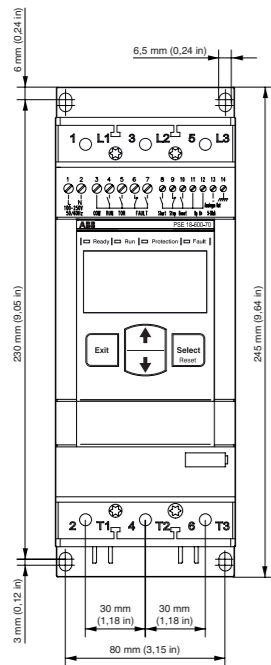 6,5 mm (0,24 in)
6 mm (0,24 in)
1 L1 3 L2 5 L3
1 2 3 4 5 6 7 8 9 10 11 12 13 14
L N
100-250V
50/60Hz
COM RUN TOR FAULT Start Stop Reset
Analogue Out
ABB PSE 18-600-70
Ready Run Protection Fault
230 mm
(9,05 in)
245 mm
(9,64 in)
Exit Select
Reset
2 T1 4 T2 6 T3
3 mm (0,12 in)
30 mm
(1,18 in)
30 mm
(1,18 in)
80 mm (3,15 in)